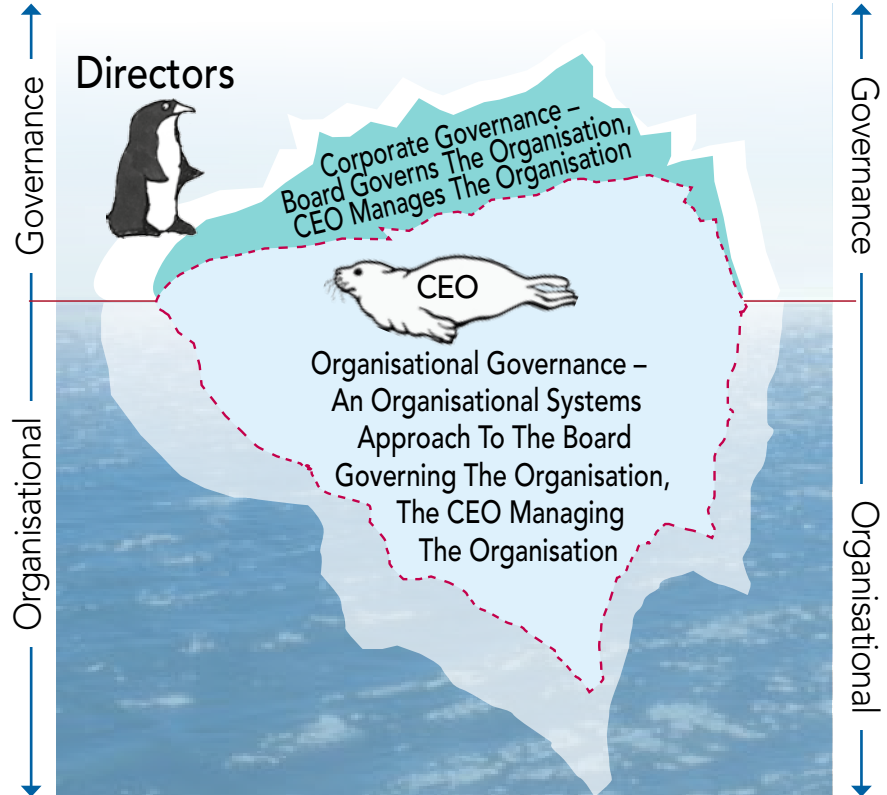 Directors
Governance
Governance
Corporate Governance –
Board Governs The Organisation,
CEO Manages The Organisation
CEO
Organisational Governance –
An Organisational Systems
Approach To The Board
Governing The Organisation,
The CEO Managing
The Organisation
Organisational
Organisational